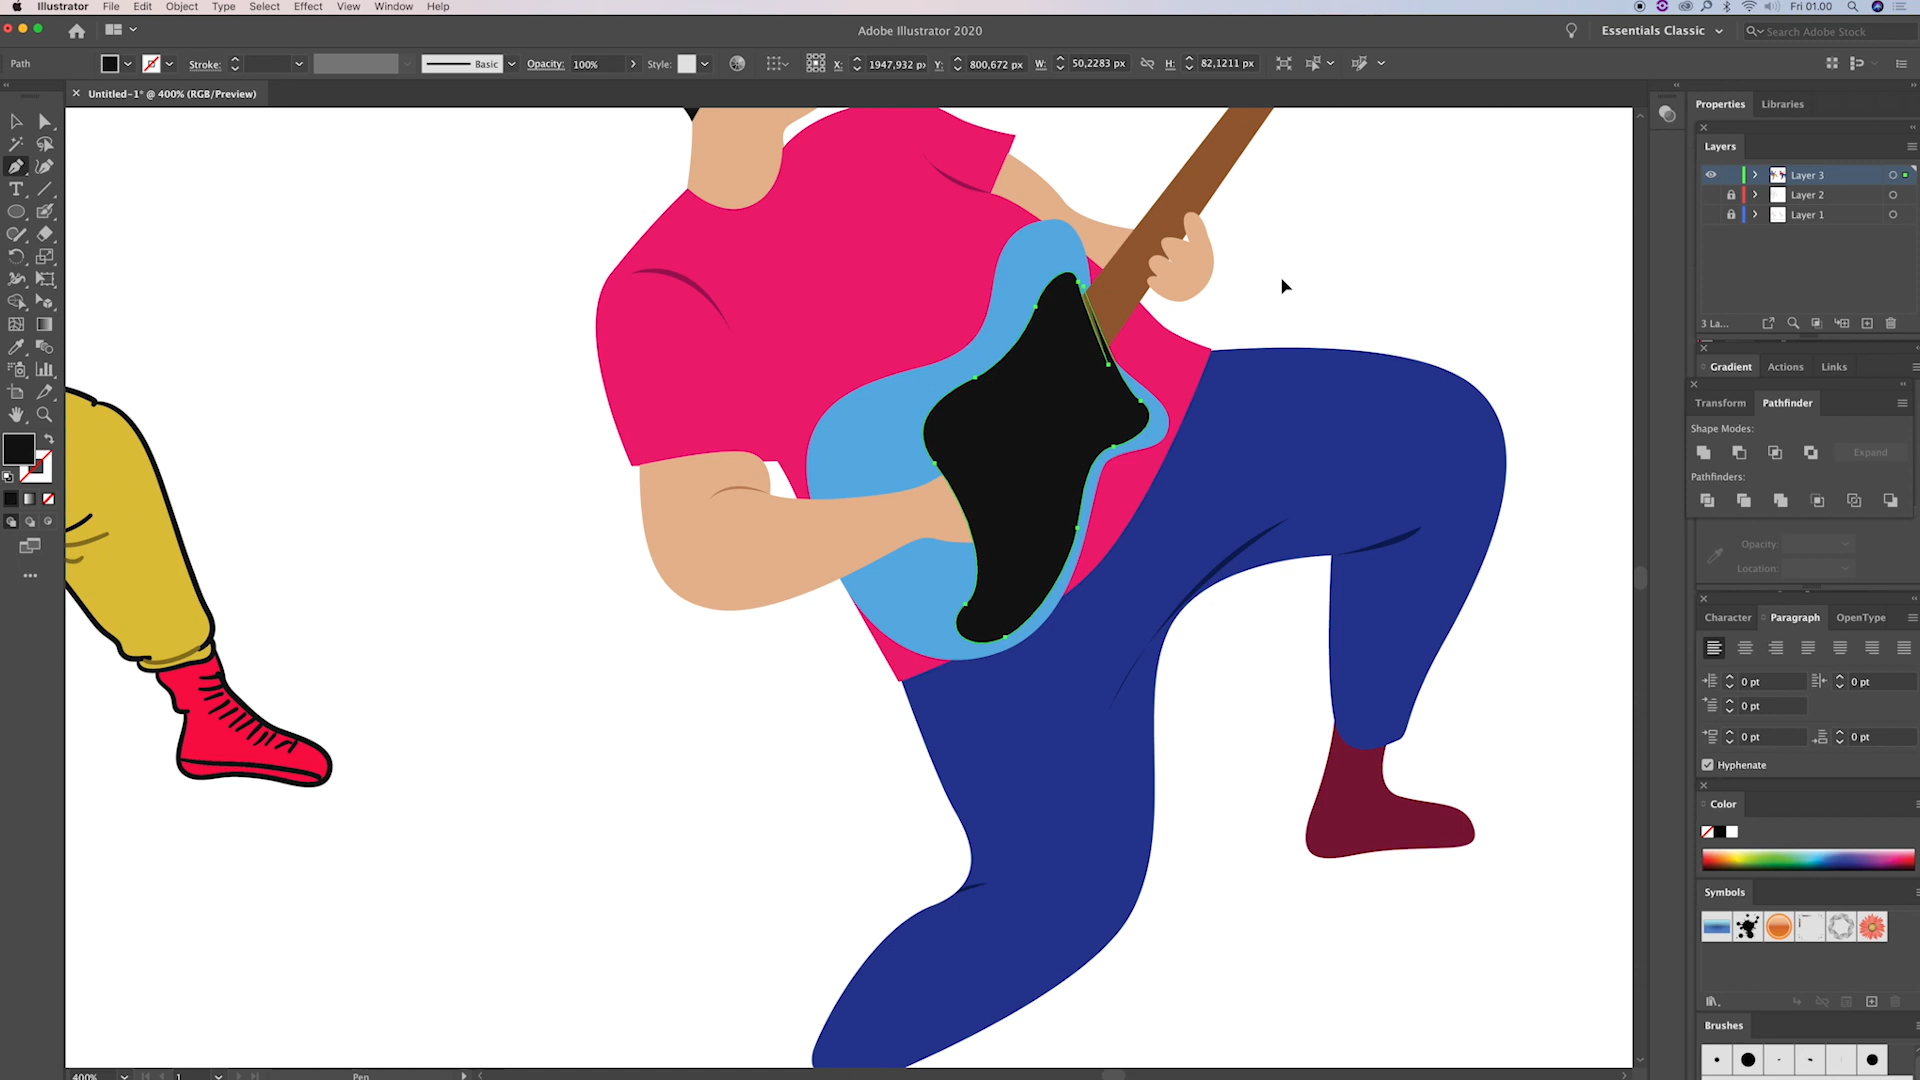 Illustrator File Edit Object Type Select Effect View Window Help Fri 01.00
Adobe Illustrator 2020 Essentials Classic Search Adobe Stock
Path Stroke: Basic Opacity: 100% Style: X: 1947,932 px Y: 800,672 px W: 50,2283 px H: 82,1211 px
Untitled-1* @ 400% (RGB/Preview)
Properties Libraries
Layers
Layer 3
Layer 2
Layer 1
3 La...
Gradient Actions Links
Transform Pathfinder
Shape Modes:
Expand
Pathfinders:
Opacity:
Location:
Character Paragraph OpenType
0 pt 0 pt
0 pt
0 pt 0 pt
Hyphenate
Color
Symbols
Brushes
400% 1 Pen